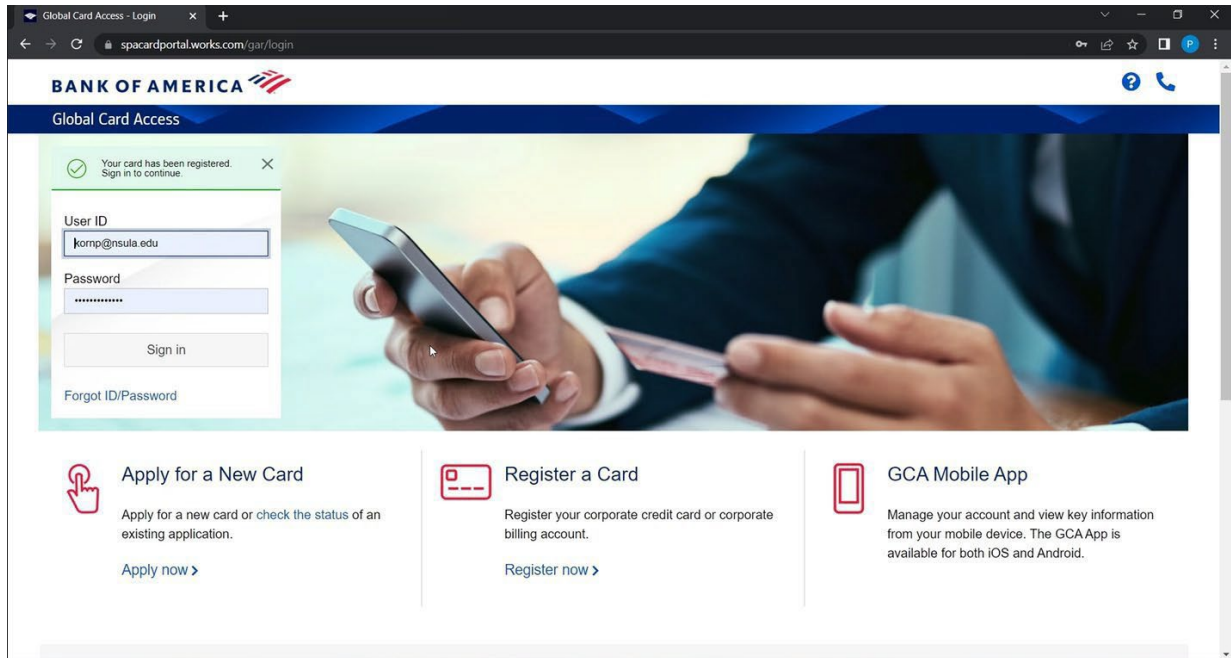 Global Card Access - Login
spacardportal.works.com/gar/login
P
BANK OF AMERICA
Global Card Access
Your card has been registered.
Sign in to continue.
User ID
kornp@nsula.edu
Password
•••••••••••••
Sign in
Forgot ID/Password
Apply for a New Card
Apply for a new card or check the status of an
existing application.
Apply now
Register a Card
Register your corporate credit card or corporate
billing account.
Register now
GCA Mobile App
Manage your account and view key information
from your mobile device. The GCA App is
available for both iOS and Android.